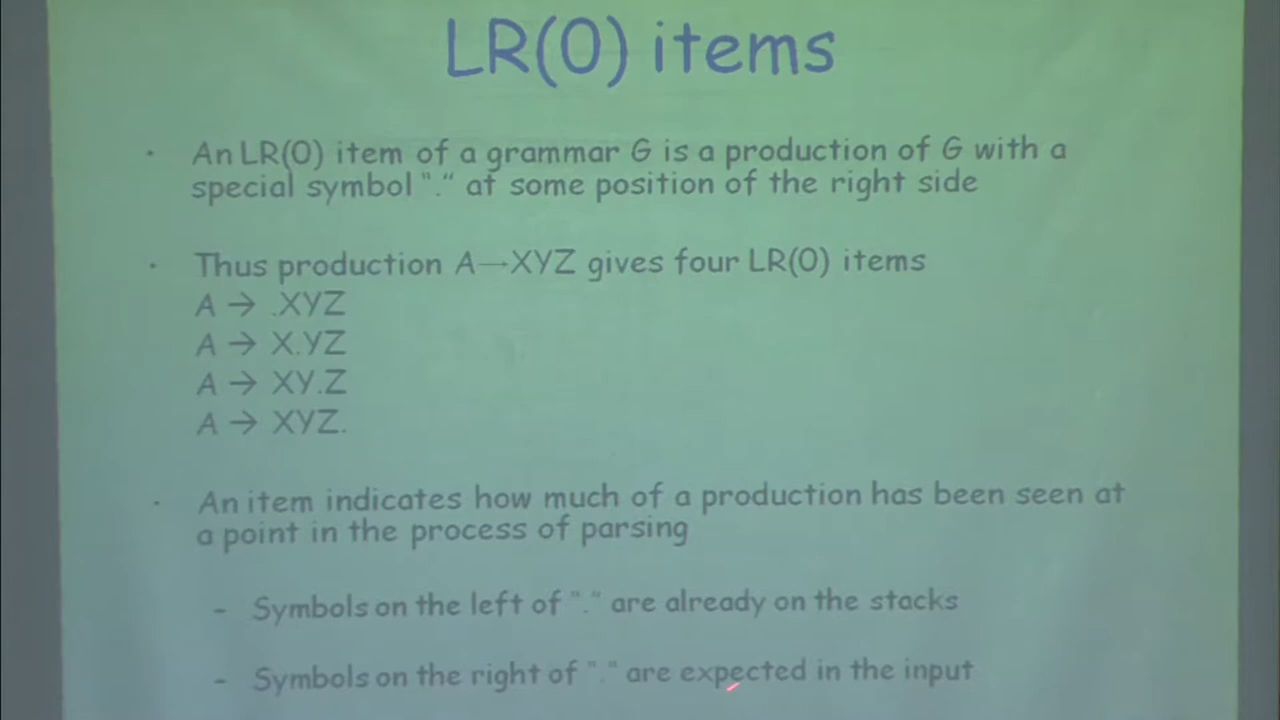 LR(0) items
· An LR(0) item of a grammar G is a production of G with a
special symbol "." at some position of the right side
· Thus production A→XYZ gives four LR(0) items
A → .XYZ
A → X.YZ
A → XY.Z
A → XYZ.
· An item indicates how much of a production has been seen at
a point in the process of parsing
- Symbols on the left of "." are already on the stacks
- Symbols on the right of "." are expected in the input